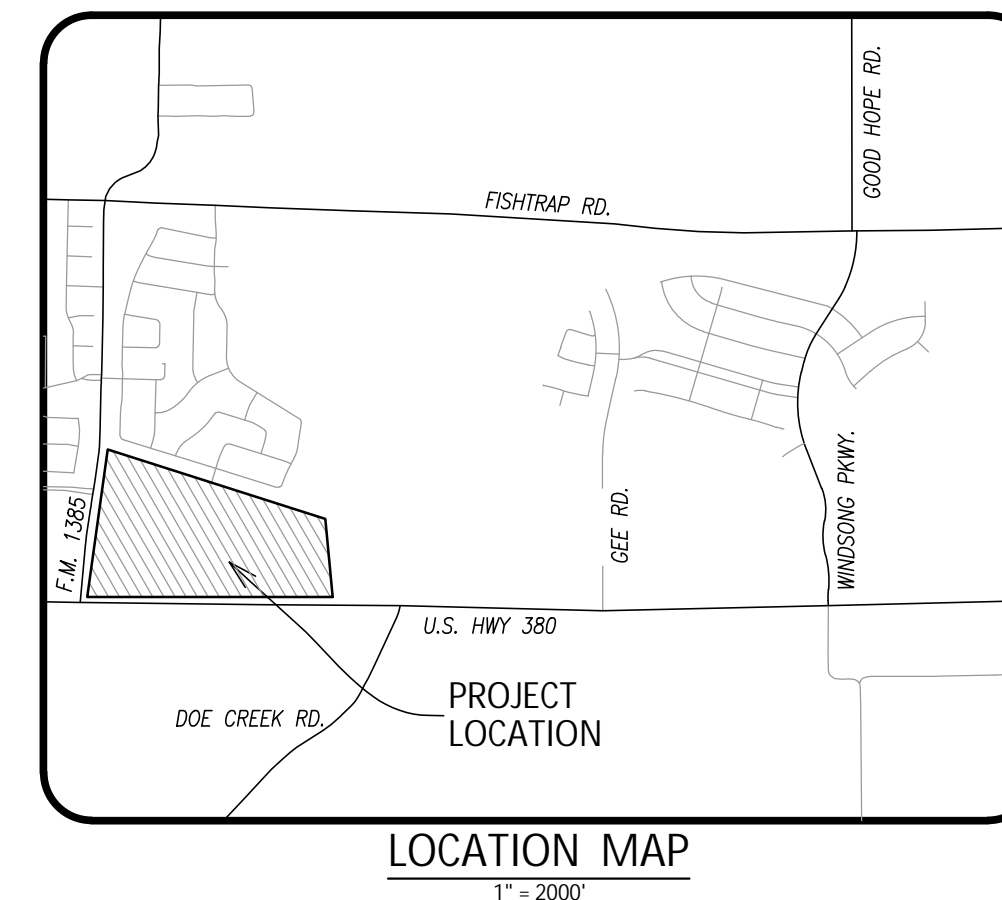 GOOD HOPE RD.
FISHTRAP RD.
F.M. 1385
GEE RD.
WINDSONG PKWY.
U.S. HWY 380
DOE CREEK RD.
PROJECT
LOCATION
LOCATION MAP
1" = 2000'